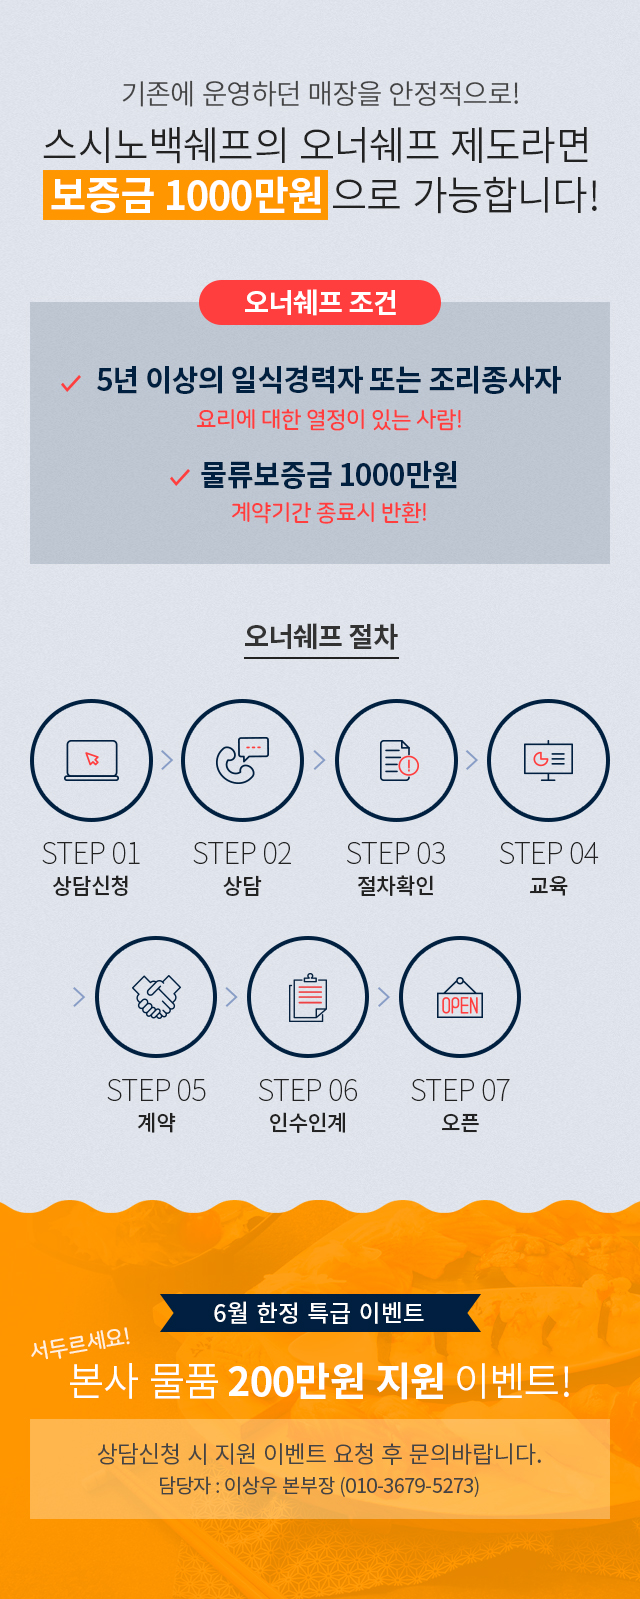 기존에 운영하던 매장을 안정적으로!
스시노백쉐프의 오너쉐프 제도라면
보증금 1000만원으로 가능합니다!
오너쉐프 조건
5년 이상의 일식경력자 또는 조리종사자
요리에 대한 열정이 있는 사람!
물류보증금 1000만원
계약기간 종료시 반환!
오너쉐프 절차
STEP 01 STEP 02 STEP 03 STEP 04
상담신청 상담 절차확인 교육
OPEN
STEP 05 STEP 06 STEP 07
계약 인수인계 오픈
6월 한정 특급 이벤트
서두르세요!
본사 물품 200만원 지원 이벤트!
상담신청 시 지원 이벤트 요청 후 문의바랍니다.
담당자 : 이상우 본부장 (010-3679-5273)